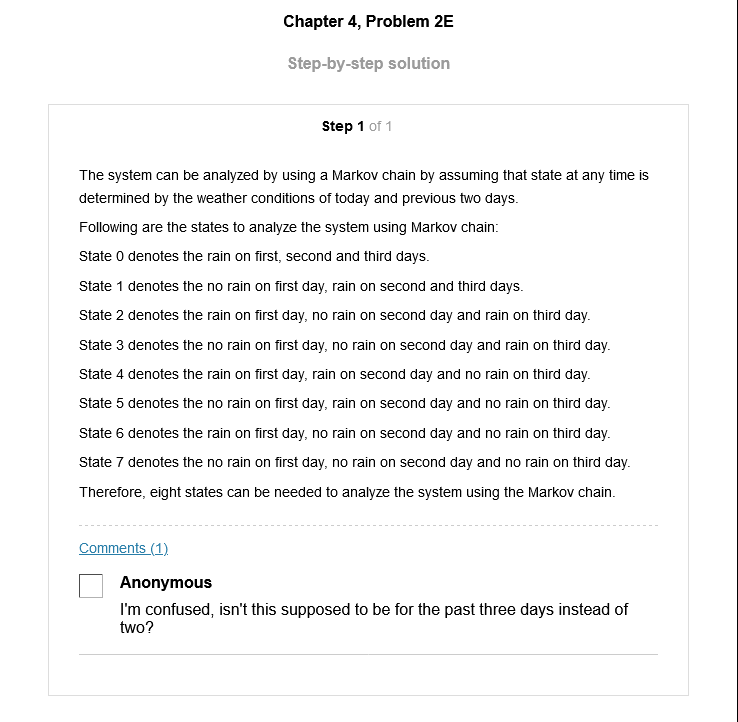 Chapter 4, Problem 2E
Step-by-step solution
Step 1 of 1
The system can be analyzed by using a Markov chain by assuming that state at any time is
determined by the weather conditions of today and previous two days.
Following are the states to analyze the system using Markov chain:
State 0 denotes the rain on first, second and third days.
State 1 denotes the no rain on first day, rain on second and third days.
State 2 denotes the rain on first day, no rain on second day and rain on third day.
State 3 denotes the no rain on first day, no rain on second day and rain on third day.
State 4 denotes the rain on first day, rain on second day and no rain on third day.
State 5 denotes the no rain on first day, rain on second day and no rain on third day.
State 6 denotes the rain on first day, no rain on second day and no rain on third day.
State 7 denotes the no rain on first day, no rain on second day and no rain on third day.
Therefore, eight states can be needed to analyze the system using the Markov chain.
Comments (1)
Anonymous
I'm confused, isn't this supposed to be for the past three days instead of
two?